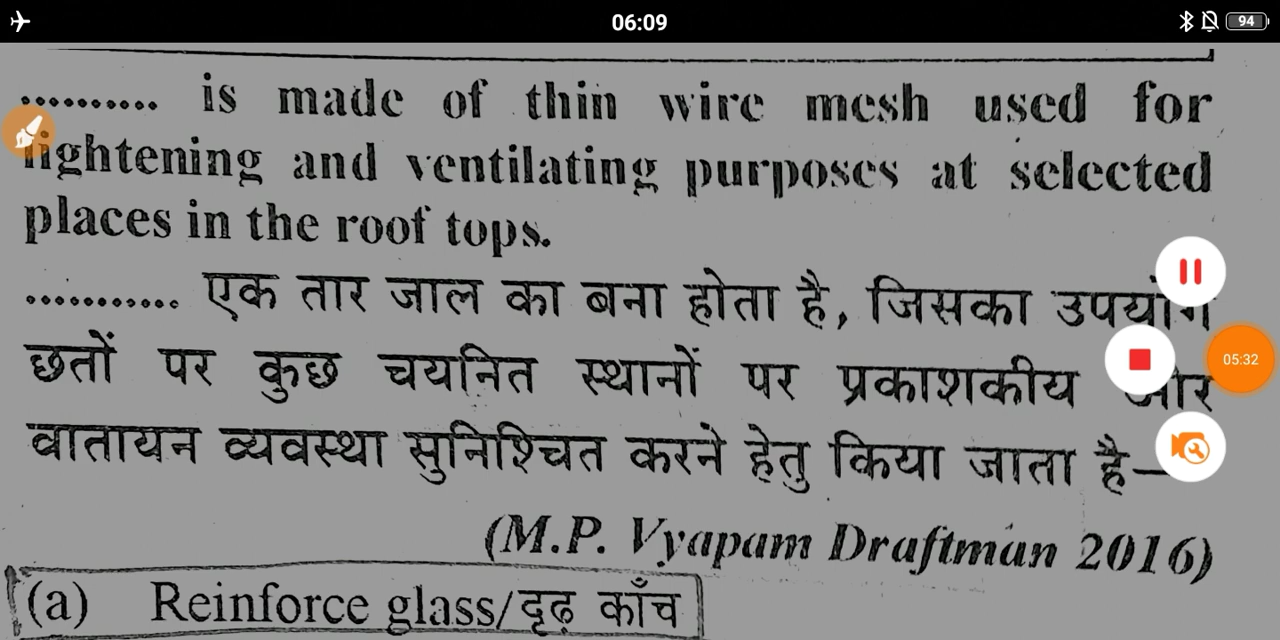 06:09
94
.......... is made of thin wire mesh used for
lightening and ventilating purposes at selected
places in the roof tops.
........... एक तार जाल का बना होता है, जिसका उपयोग
छतों पर कुछ चयनित स्थानों पर प्रकाशकीय और
वातायन व्यवस्था सुनिश्चित करने हेतु किया जाता है—
05:32
(M.P. Vyapam Draftman 2016)
(a) Reinforce glass/दृढ़ काँच